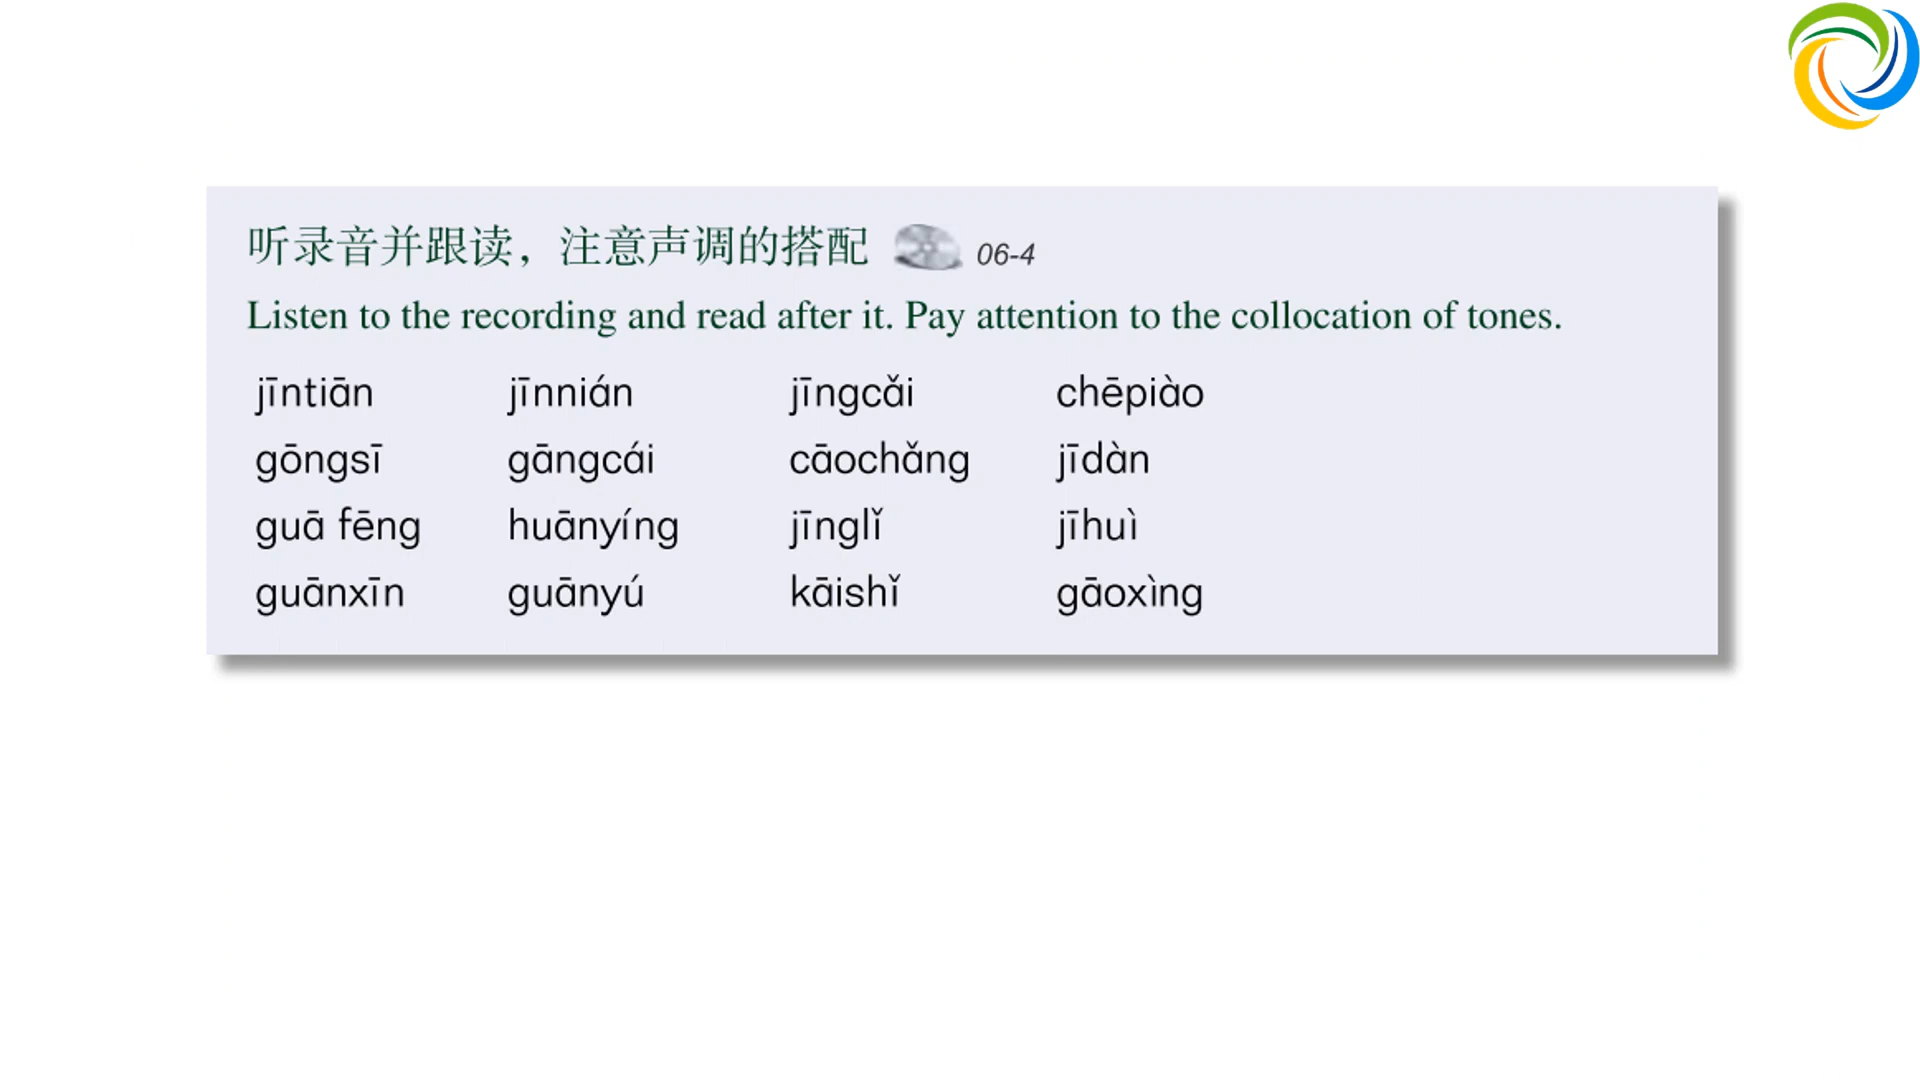 听录音并跟读，注意声调的搭配 06-4
Listen to the recording and read after it. Pay attention to the collocation of tones.
jīntiān jīnnián jīngcǎi chēpiào
gōngsī gāngcái cāochǎng jīdàn
guā fēng huānyíng jīnglǐ jīhuì
guānxīn guānyú kāishǐ gāoxìng